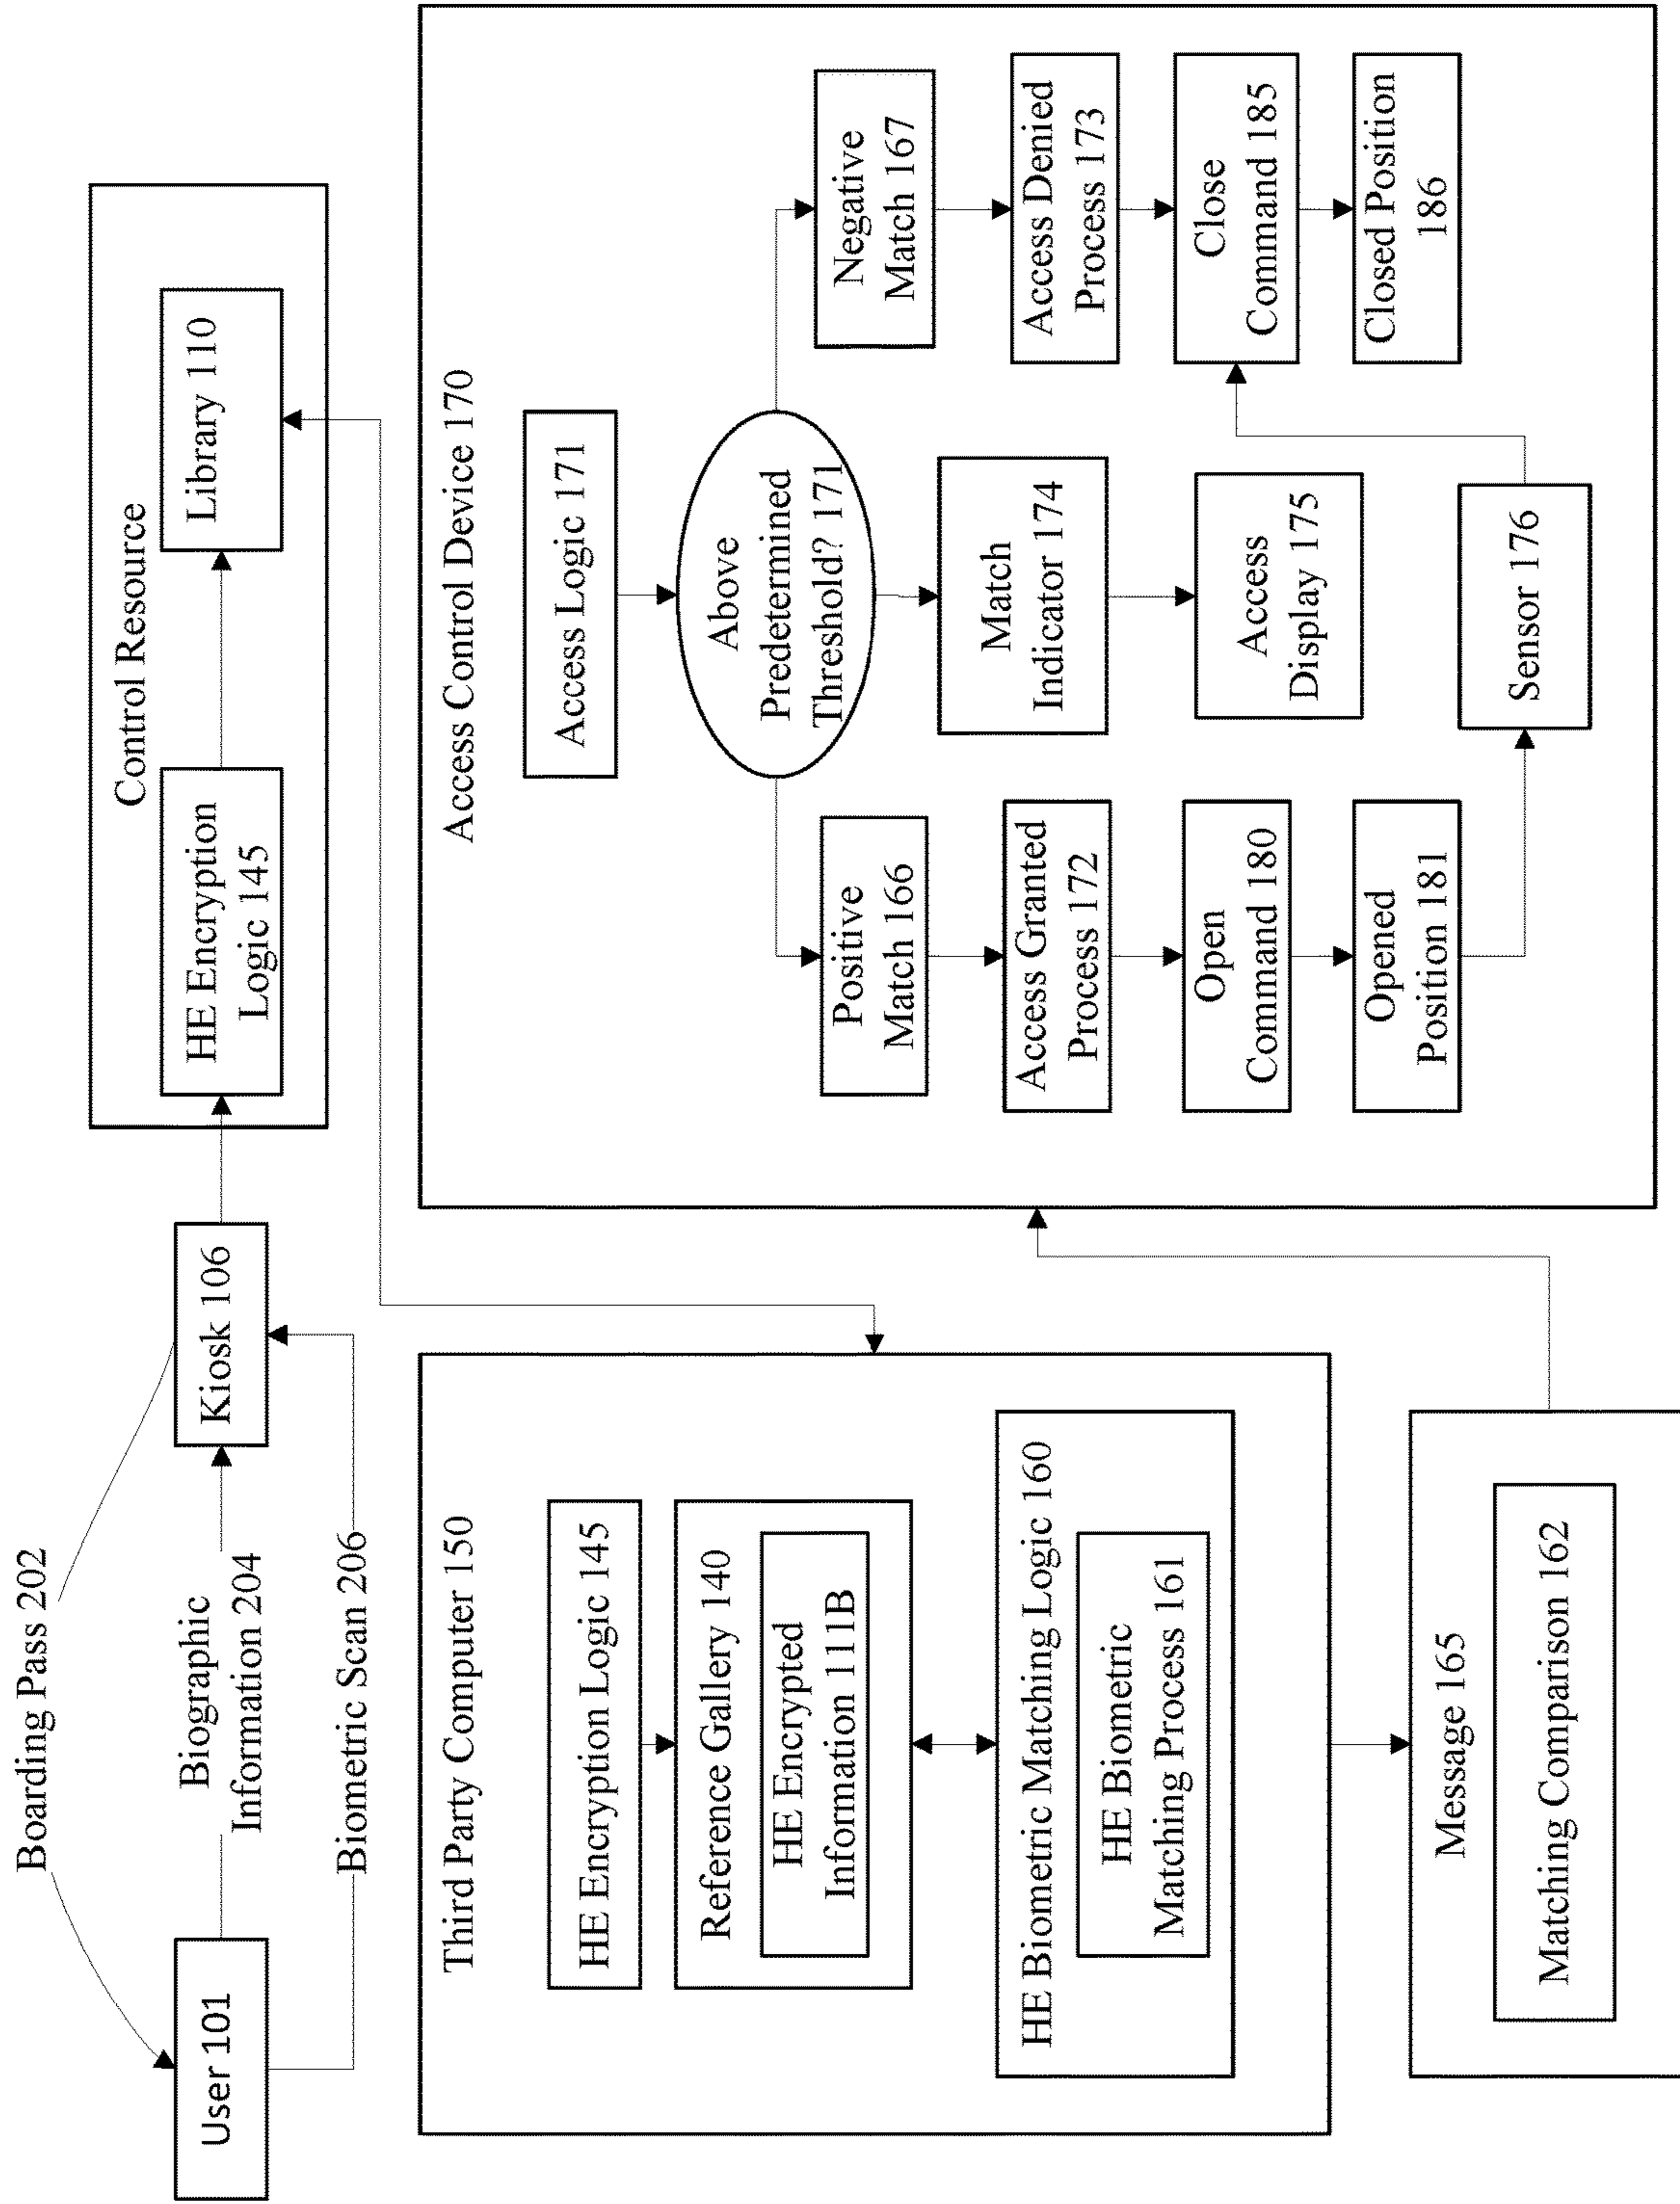 Boarding Pass 202
User 101
Biographic
Information 204
Biometric Scan 206
Kiosk 106
Control Resource
HE Encryption
Logic 145
Library 110
Third Party Computer 150
HE Encryption Logic 145
Reference Gallery 140
HE Encrypted
Information 111B
HE Biometric Matching Logic 160
HE Biometric
Matching Process 161
Message 165
Matching Comparison 162
Access Control Device 170
Access Logic 171
Above
Predetermined
Threshold? 171
Positive
Match 166
Access Granted
Process 172
Open
Command 180
Opened
Position 181
Match
Indicator 174
Access
Display 175
Sensor 176
Negative
Match 167
Access Denied
Process 173
Close
Command 185
Closed Position
186